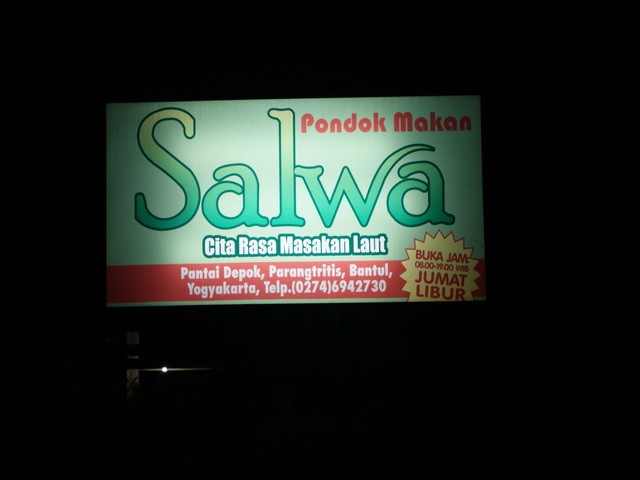 Pondok Makan
Salwa
Cita Rasa Masakan Laut
Pantai Depok, Parangtritis, Bantul,
Yogyakarta, Telp.(0274)6942730
BUKA JAM:
08.00-19.00 WIB
JUMAT
LIBUR